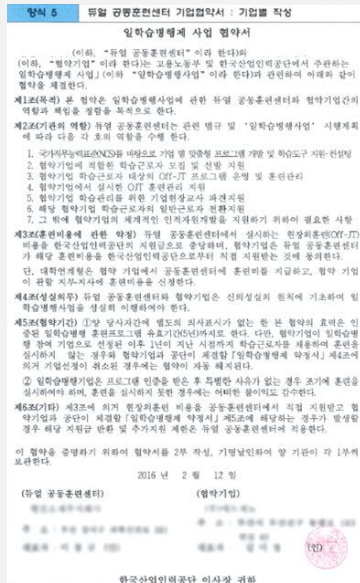 양식 5 듀얼 공동훈련센터 기업협약서 : 기업별 작성
일학습병행제 사업 협약서
(이하, "듀얼 공동훈련센터" 이라 한다)와
(이하, "협약기업" 이라 한다)는 고용노동부 및 한국산업인력공단에서 주관하는
일학습병행제 사업」(이하 "일학습병행제" 이라 한다)과 관련하여 아래와 같이
협약을 체결한다.
제1조(목적) 본 협약은 일학습병행제에 관한 듀얼 공동훈련센터와 협약기업간의
역할과 책임을 정함을 목적으로 한다.
제2조(기관의 역할) 듀얼 공동훈련센터는 관련 법규 및 '일학습병행제사업' 시행계획
에 따라 다음 각 호의 역할을 수행 한다.
1. 국가직무능력표준(NCS)를 바탕으로 기업 별 맞춤형 프로그램 개발 및 학습도구 지원·컨설팅
2. 협약기업에 적합한 학습근로자 모집 및 선발 지원
3. 협약기업 학습근로자 대상의 Off-JT 프로그램 운영 및 훈련관리
4. 협약기업에서 실시한 OJT 훈련관리 지원
5. 협약기업 학습관리를 위한 기업현장교사 파견지원
6. 해당 협약기업 학습근로자의 일반근로자 전환지원
7. 그 밖에 협약기업의 체계적인 인적자원개발을 지원하기 위하여 필요한 사항
제3조(훈련비용에 관한 약정) 듀얼 공동훈련센터에서 실시하는 현장외훈련(Off-JT)
비용을 한국산업인력공단의 지원금으로 충당하며, 협약기업은 듀얼 공동훈련센터
가 해당 훈련비용을 한국산업인력공단으로부터 직접 지원받는 것에 동의한다.
단, 대학연계형은 협약 기업에서 공동훈련센터에 훈련비를 지급하고, 협약 기업
이 관할 지부·지사에 훈련비용을 신청한다.
제4조(성실의무) 듀얼 공동훈련센터와 협약기업은 신의성실의 원칙에 기초하여 일
학습병행제사업을 성실히 이행하여야 한다.
제5조(협약기간) ①상 당사자간에 별도의 의사표시가 없는 한 본 협약의 효력은 인
증된 일학습병행 훈련프로그램 유효기간(5년)까지로 한다. 다만, 협약기업이 일학습병
행 참여 기업으로 선정된 이후 1년이 지난 시점까지 학습근로자를 채용하여 훈련을
실시하지 않는 경우와 협약기업과 공단이 체결할 「일학습병행제 약정서」 제4조에
의거 기업선정이 취소된 경우에는 협약이 자동 해지된다.
② 일학습병행기업은 프로그램 인증을 받은 후 특별한 사유가 없는 경우 조기에 훈련을
실시하여야 하며, 훈련을 실시하지 못한 경우에는 어떠한 불이익도 감수한다.
제6조(기타) 제3조에 의거 현장외훈련 비용을 공동훈련센터에서 직접 지원받고 협
약기업과 공단이 체결할 「일학습병행제 약정서」 제5조에 해당하는 경우가 발생할
경우 해당 지원금 반환 및 추가지원 제한은 듀얼 공동훈련센터에 적용한다.
이 협약을 증명하기 위하여 협약서를 2부 작성, 기명날인하여 양 기관이 각 1부씩
보관한다.
2016 년 2 월 12 일
(듀얼 공동훈련센터) (협약기업)
(인)
한국산업인력공단 이사장 귀하